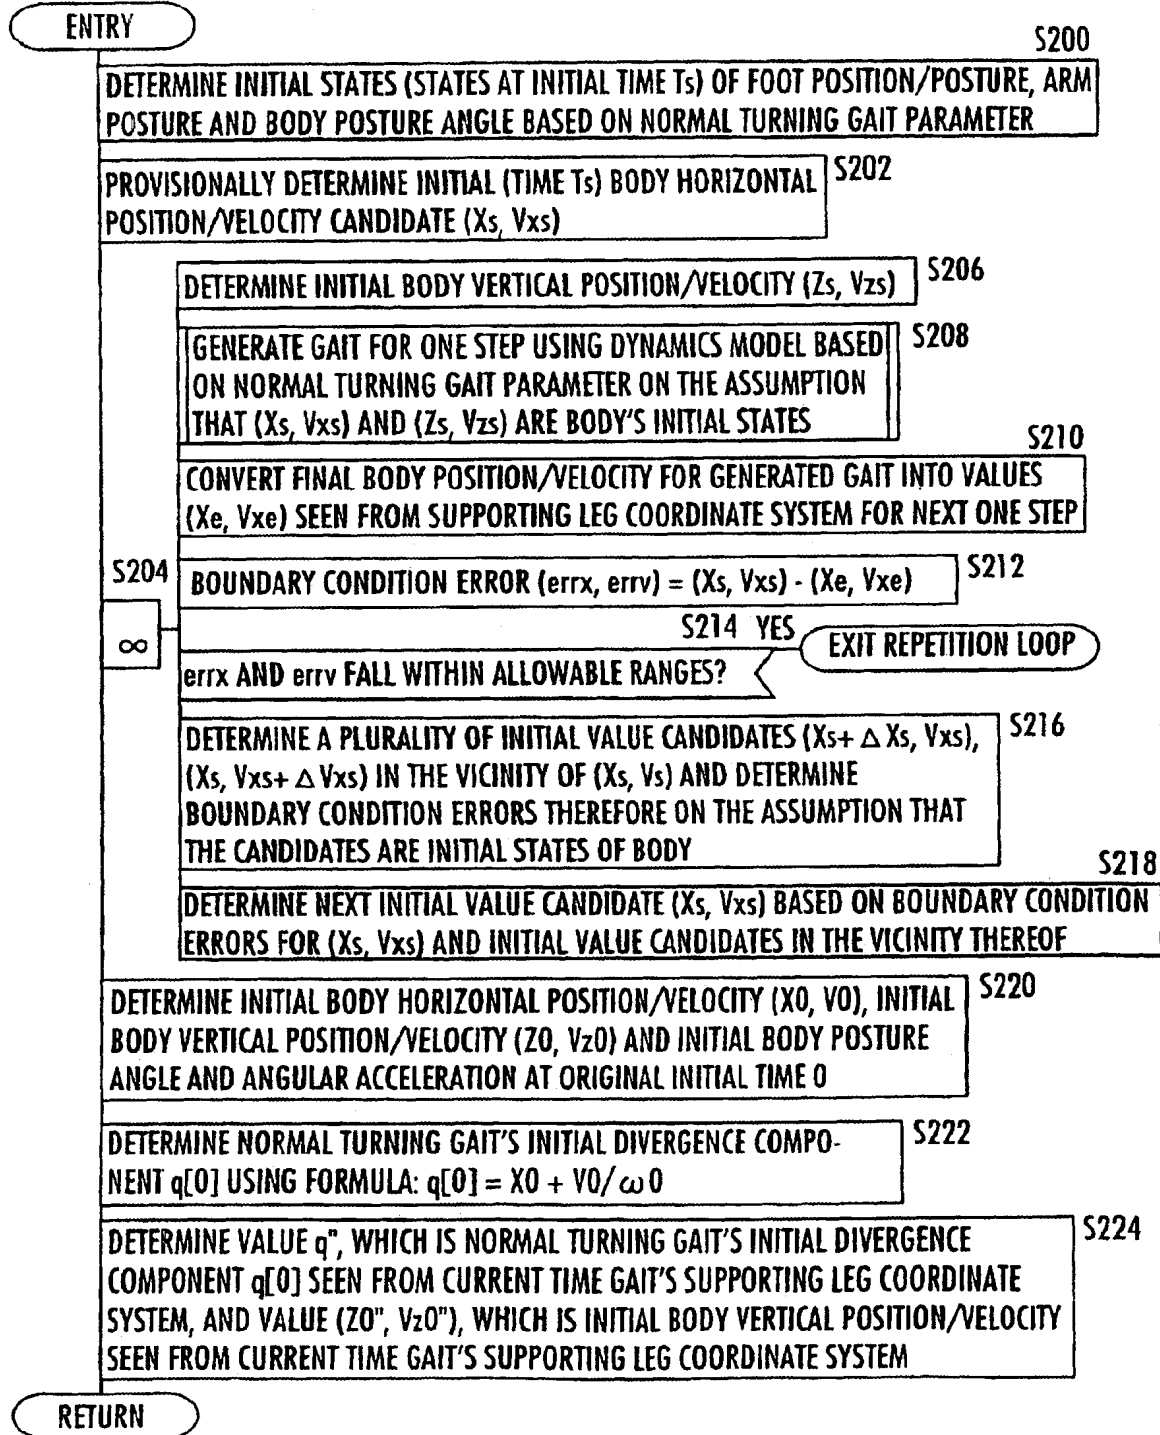 ENTRY
S200
DETERMINE INITIAL STATES (STATES AT INITIAL TIME Ts) OF FOOT POSITION/POSTURE, ARM
POSTURE AND BODY POSTURE ANGLE BASED ON NORMAL TURNING GAIT PARAMETER
S202
PROVISIONALLY DETERMINE INITIAL (TIME Ts) BODY HORIZONTAL
POSITION/VELOCITY CANDIDATE (Xs, Vxs)
S206
DETERMINE INITIAL BODY VERTICAL POSITION/VELOCITY (Zs, Vzs)
S208
GENERATE GAIT FOR ONE STEP USING DYNAMICS MODEL BASED
ON NORMAL TURNING GAIT PARAMETER ON THE ASSUMPTION
THAT (Xs, Vxs) AND (Zs, Vzs) ARE BODY'S INITIAL STATES
S210
CONVERT FINAL BODY POSITION/VELOCITY FOR GENERATED GAIT INTO VALUES
(Xe, Vxe) SEEN FROM SUPPORTING LEG COORDINATE SYSTEM FOR NEXT ONE STEP
S204
∞
S212
BOUNDARY CONDITION ERROR (errx, errv) = (Xs, Vxs) - (Xe, Vxe)
S214 YES
EXIT REPETITION LOOP
errx AND errv FALL WITHIN ALLOWABLE RANGES?
S216
DETERMINE A PLURALITY OF INITIAL VALUE CANDIDATES (Xs+ △Xs, Vxs),
(Xs, Vxs+ △Vxs) IN THE VICINITY OF (Xs, Vs) AND DETERMINE
BOUNDARY CONDITION ERRORS THEREFORE ON THE ASSUMPTION THAT
THE CANDIDATES ARE INITIAL STATES OF BODY
S218
DETERMINE NEXT INITIAL VALUE CANDIDATE (Xs, Vxs) BASED ON BOUNDARY CONDITION
ERRORS FOR (Xs, Vxs) AND INITIAL VALUE CANDIDATES IN THE VICINITY THEREOF
S220
DETERMINE INITIAL BODY HORIZONTAL POSITION/VELOCITY (X0, V0), INITIAL
BODY VERTICAL POSITION/VELOCITY (Z0, Vz0) AND INITIAL BODY POSTURE
ANGLE AND ANGULAR ACCELERATION AT ORIGINAL INITIAL TIME 0
S222
DETERMINE NORMAL TURNING GAIT'S INITIAL DIVERGENCE COMPO-
NENT q[0] USING FORMULA: q[0] = X0 + V0/ω0
S224
DETERMINE VALUE q", WHICH IS NORMAL TURNING GAIT'S INITIAL DIVERGENCE
COMPONENT q[0] SEEN FROM CURRENT TIME GAIT'S SUPPORTING LEG COORDINATE
SYSTEM, AND VALUE (Z0", Vz0"), WHICH IS INITIAL BODY VERTICAL POSITION/VELOCITY
SEEN FROM CURRENT TIME GAIT'S SUPPORTING LEG COORDINATE SYSTEM
RETURN